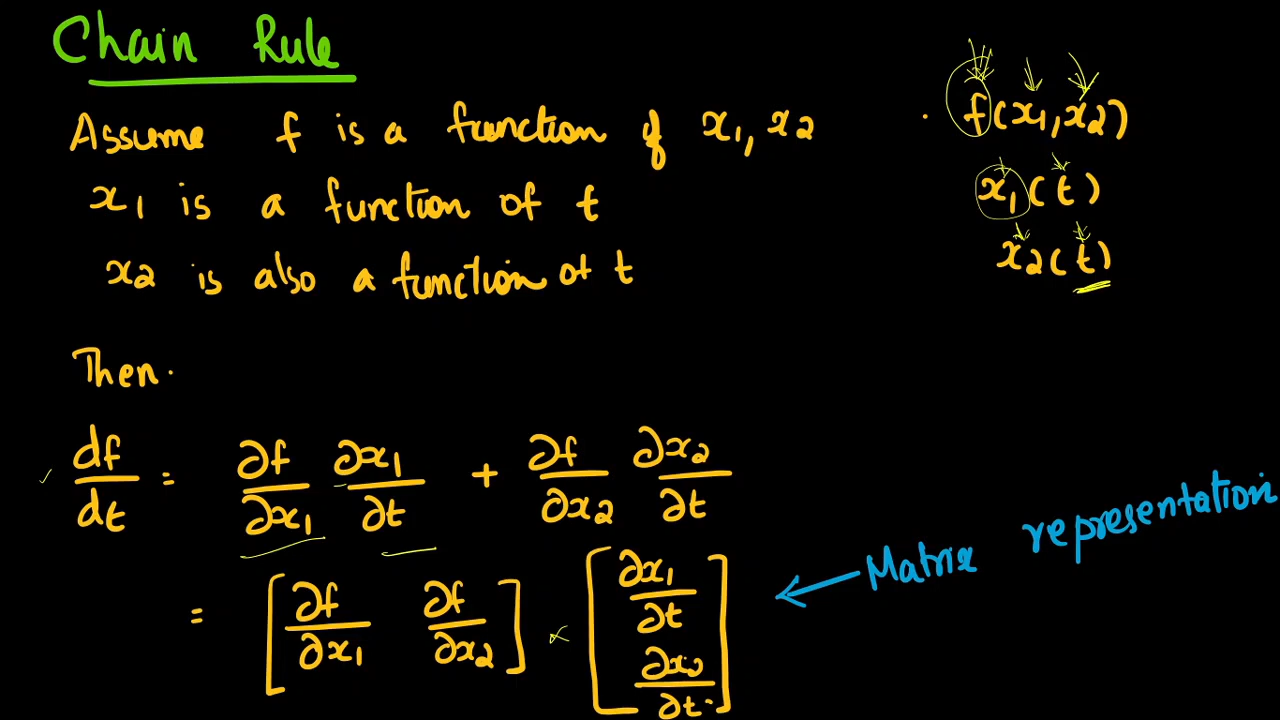 Chain Rule
Assume f is a function of x₁, x₂
x₁ is a function of t
x₂ is also a function of t
f(x₁, x₂)
x₁(t)
x₂(t)
Then.
df/dt = ∂f/∂x₁ ∂x₁/∂t + ∂f/∂x₂ ∂x₂/∂t
= [∂f/∂x₁ ∂f/∂x₂] × [∂x₁/∂t ∂x₂/∂t]
← Matrix representation